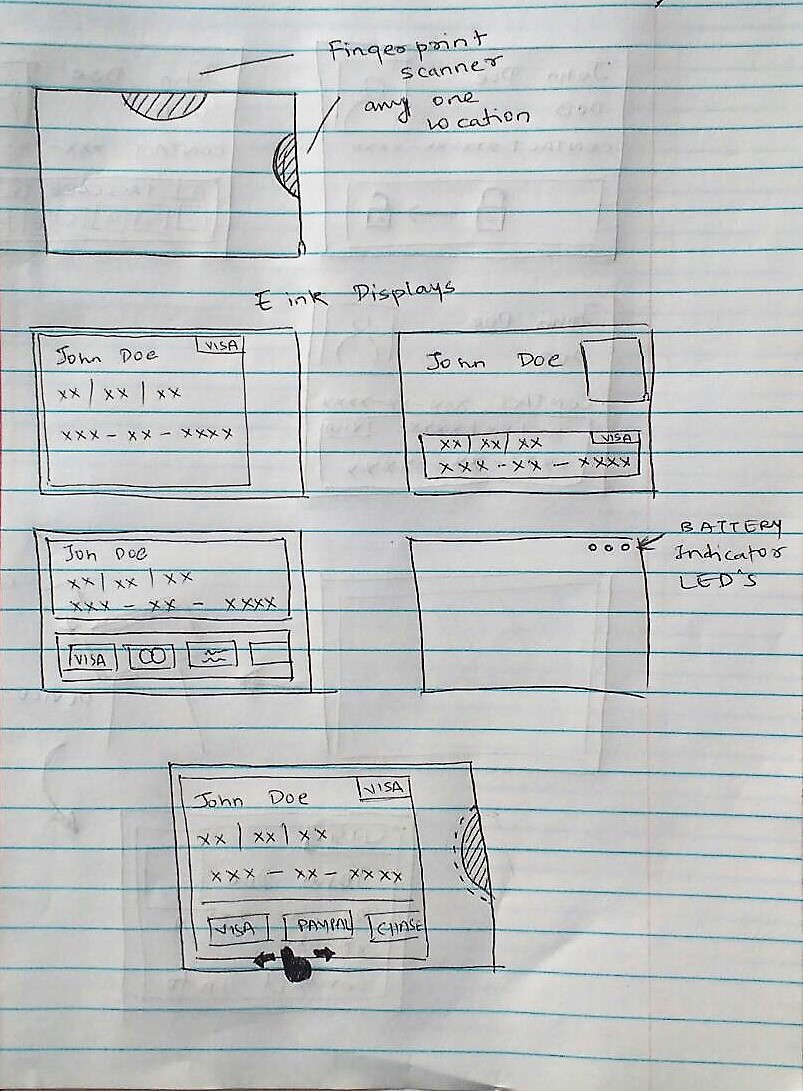 Fingerprint
scanner
any one
location
E ink Displays
John Doe VISA
xx | xx | xx
xxx - xx - xxxx
John Doe
xx | xx | xx VISA
xxx - xx - xxxx
Jon Doe
xx | xx | xx
xxx - xx - xxxx
VISA
BATTERY
Indicator
LED'S
John Doe VISA
xx | xx | xx
xxx - xx - xxxx
VISA PAYPAL CHASE